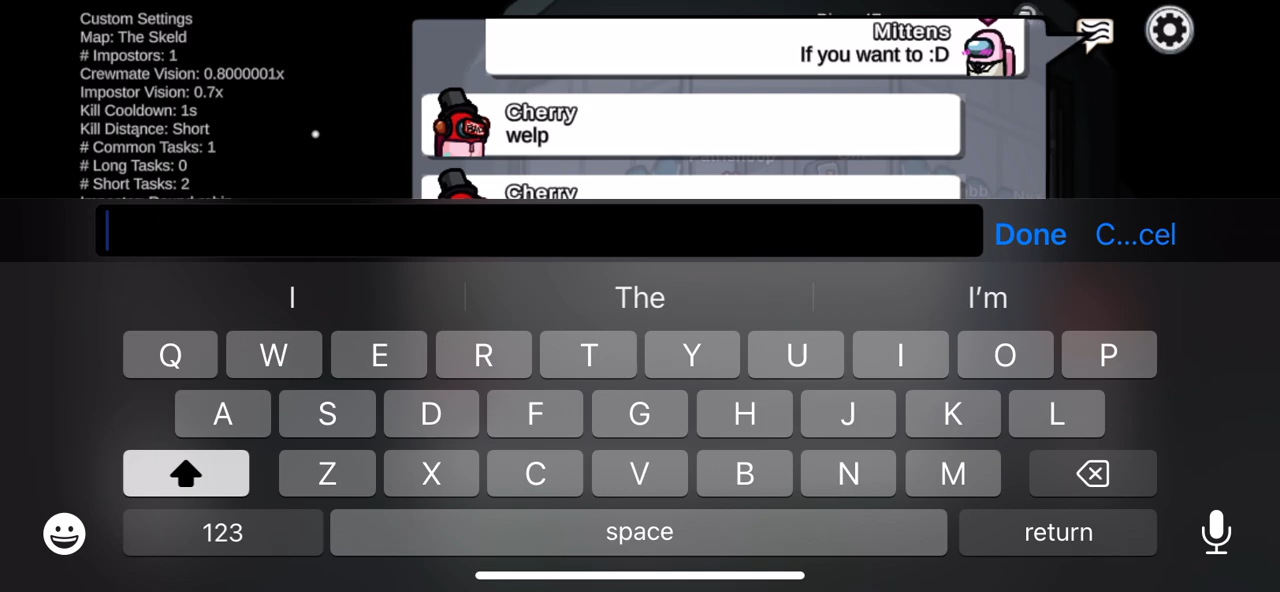 Custom Settings
Map: The Skeld
# Impostors: 1
Crewmate Vision: 0.8000001x
Impostor Vision: 0.7x
Kill Cooldown: 1s
Kill Distance: Short
# Common Tasks: 1
# Long Tasks: 0
# Short Tasks: 2
Mittens
If you want to :D
Cherry
welp
Cherry
Done C...cel
I The I'm
Q W E R T Y U I O P
A S D F G H J K L
Z X C V B N M
123 space return